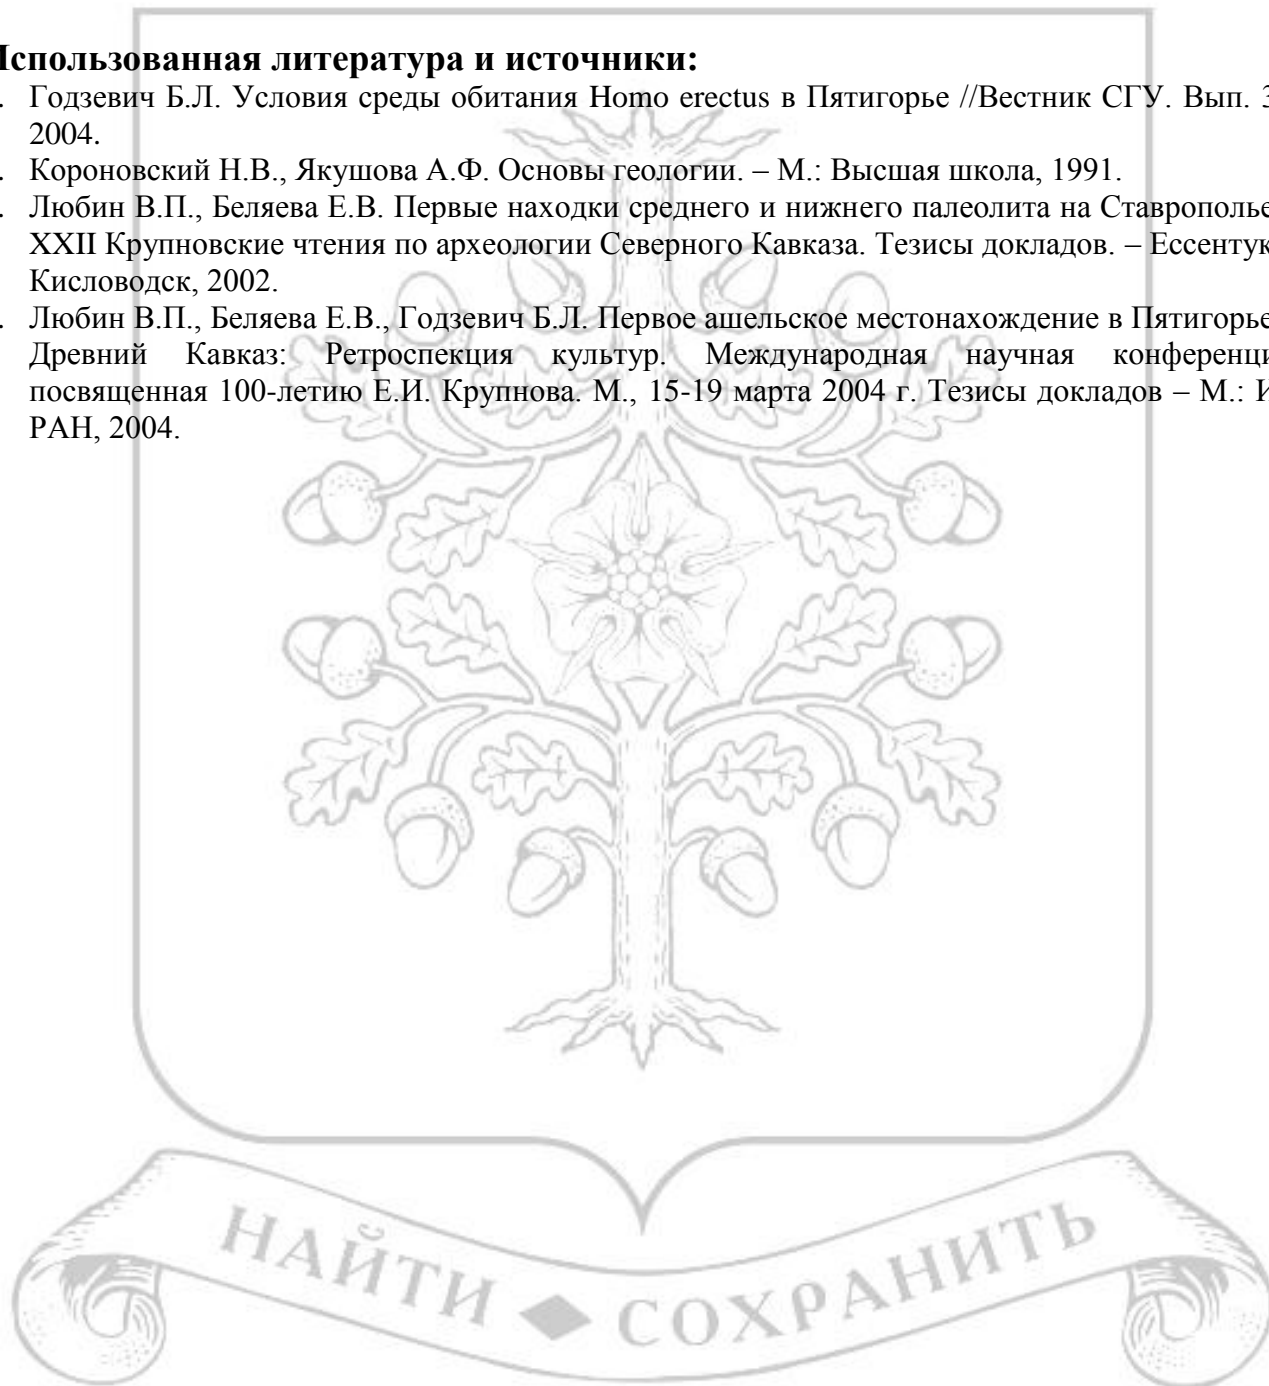 Использованная литература и источники:
. Годзевич Б.Л. Условия среды обитания Homo erectus в Пятигорье //Вестник СГУ. Вып. 3
2004.
. Короновский Н.В., Якушова А.Ф. Основы геологии. – М.: Высшая школа, 1991.
. Любин В.П., Беляева Е.В. Первые находки среднего и нижнего палеолита на Ставрополье
XXII Крупновские чтения по археологии Северного Кавказа. Тезисы докладов. – Ессентук
Кисловодск, 2002.
. Любин В.П., Беляева Е.В., Годзевич Б.Л. Первое ашельское местонахождение в Пятигорье
Древний Кавказ: Ретроспекция культур. Международная научная конференци
посвященная 100-летию Е.И. Крупнова. М., 15-19 марта 2004 г. Тезисы докладов – М.: И
РАН, 2004.
НАЙТИ ◆ СОХРАНИТЬ